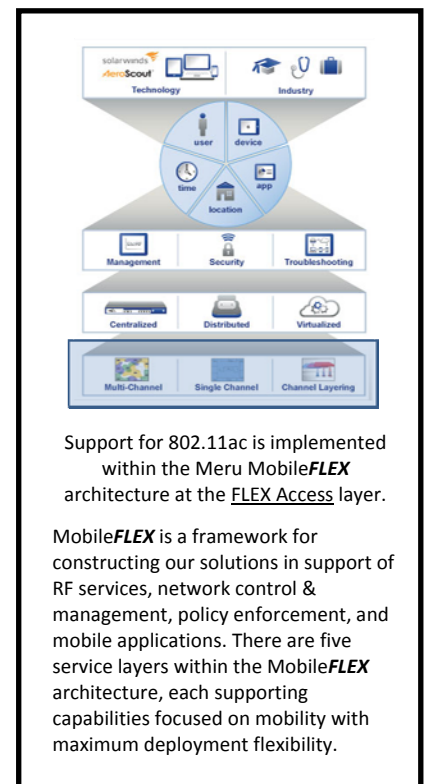 solarwinds
AeroScout
Technology
Industry
user
device
time
app
location
Management
Security
Troubleshooting
Centralized
Distributed
Virtualized
Multi-Channel
Single Channel
Channel Layering
Support for 802.11ac is implemented
within the Meru MobileFLEX
architecture at the FLEX Access layer.
MobileFLEX is a framework for
constructing our solutions in support of
RF services, network control &
management, policy enforcement, and
mobile applications. There are five
service layers within the MobileFLEX
architecture, each supporting
capabilities focused on mobility with
maximum deployment flexibility.